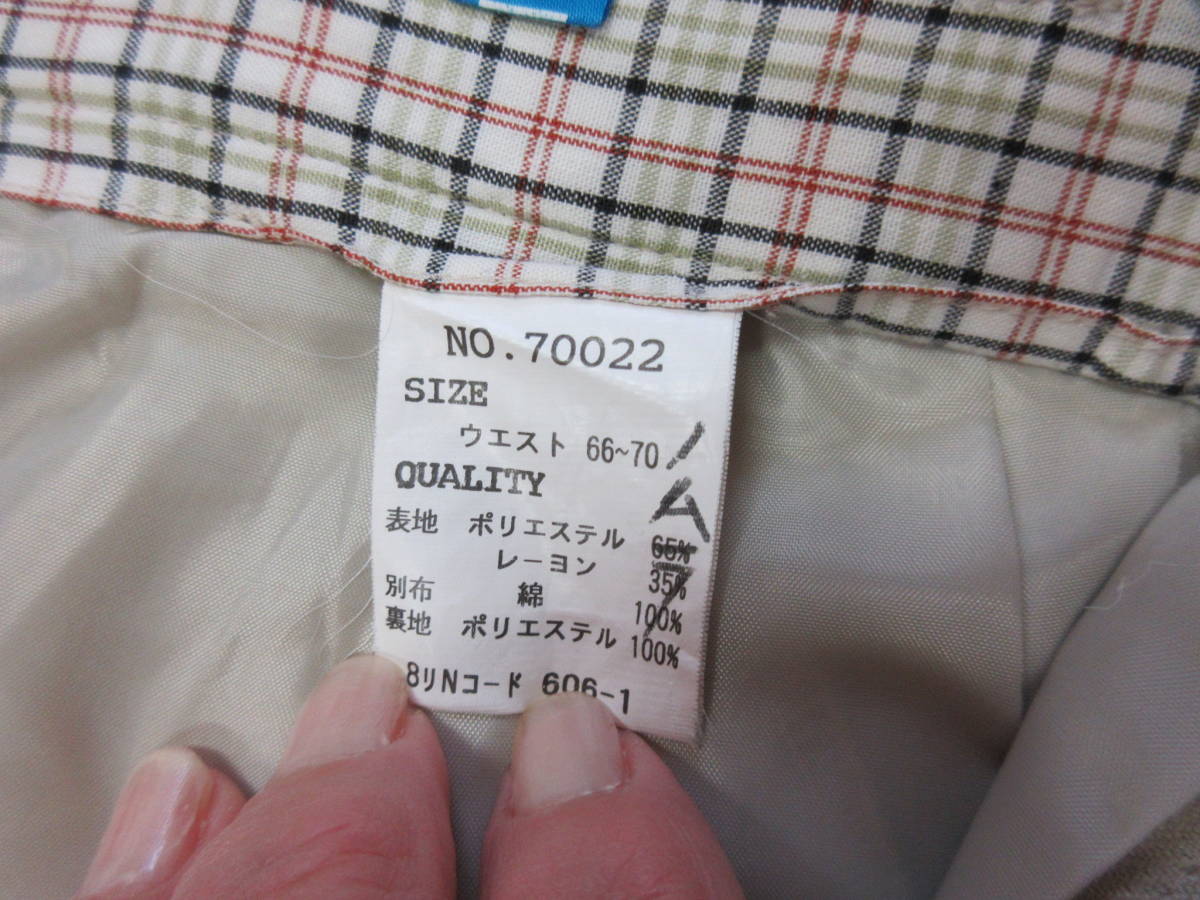 NO.70022
SIZE
ウエスト 66~70
QUALITY
表地 ポリエステル 65%
レーヨン 35%
別布 綿 100%
裏地 ポリエステル 100%
8リNコード 606-1